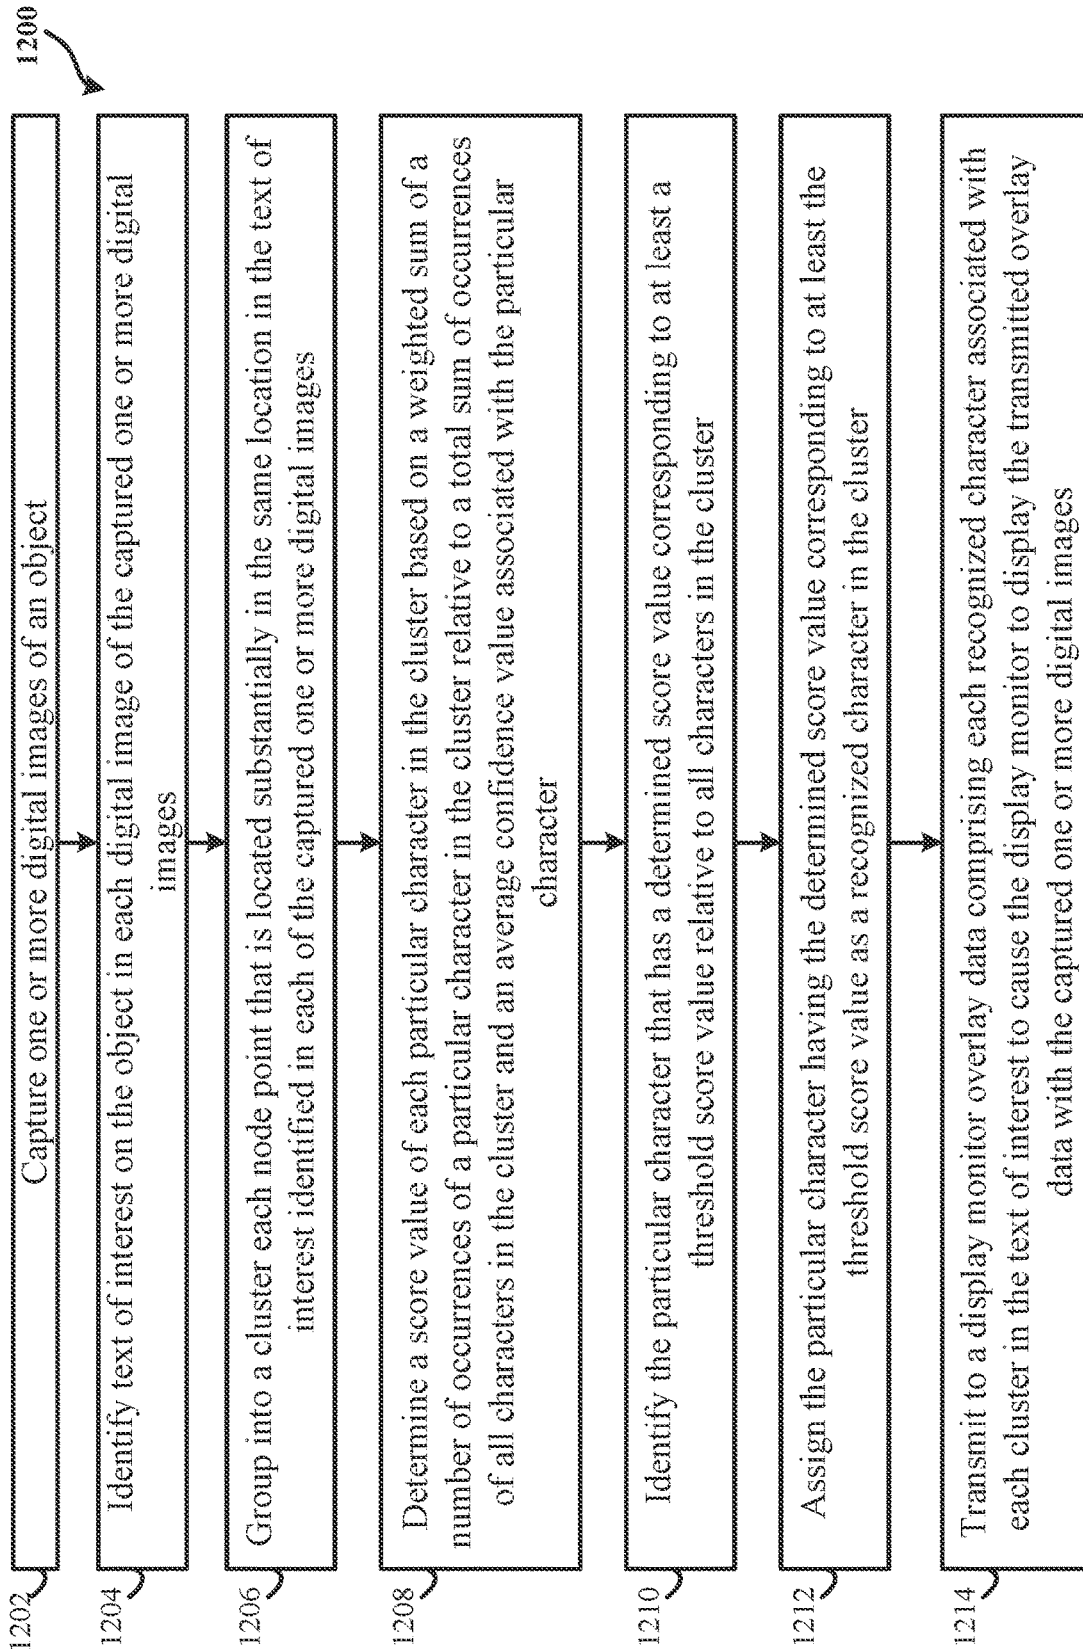 1200
1202
Capture one or more digital images of an object
1204
Identify text of interest on the object in each digital image of the captured one or more digital
images
1206
Group into a cluster each node point that is located substantially in the same location in the text of
interest identified in each of the captured one or more digital images
1208
Determine a score value of each particular character in the cluster based on a weighted sum of a
number of occurrences of a particular character in the cluster relative to a total sum of occurrences
of all characters in the cluster and an average confidence value associated with the particular
character
1210
Identify the particular character that has a determined score value corresponding to at least a
threshold score value relative to all characters in the cluster
1212
Assign the particular character having the determined score value corresponding to at least the
threshold score value as a recognized character in the cluster
1214
Transmit to a display monitor overlay data comprising each recognized character associated with
each cluster in the text of interest to cause the display monitor to display the transmitted overlay
data with the captured one or more digital images